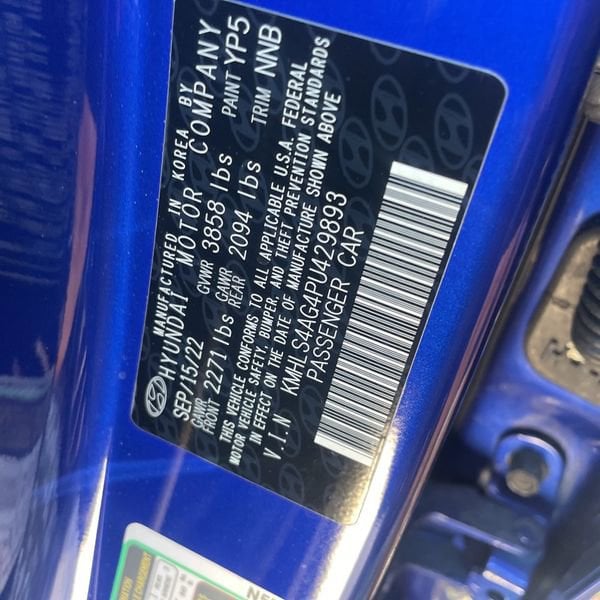 MANUFACTURED IN KOREA BY
HYUNDAI MOTOR COMPANY
SEP/15/22 GVWR 3858 lbs PAINT YP5
GAWR FRONT 2271 lbs GAWR REAR 2094 lbs TRIM NNB
THIS VEHICLE CONFORMS TO ALL APPLICABLE U.S.A. FEDERAL
MOTOR VEHICLE SAFETY, BUMPER, AND THEFT PREVENTION STANDARDS
IN EFFECT ON THE DATE OF MANUFACTURE SHOWN ABOVE
V.I.N KMHLS4AG4PU429893
PASSENGER CAR